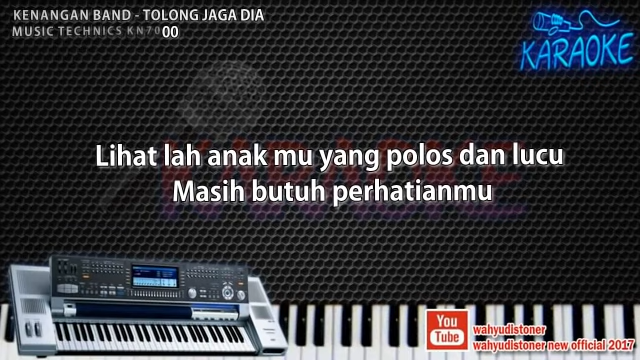 KENANGAN BAND - TOLONG JAGA DIA
MUSIC TECHNICS KN7000
KARAOKE
KARAOKE
Lihat lah anak mu yang polos dan lucu
Masih butuh perhatianmu
You
Tube
wahyudistoner
wahyudistoner new official 2017